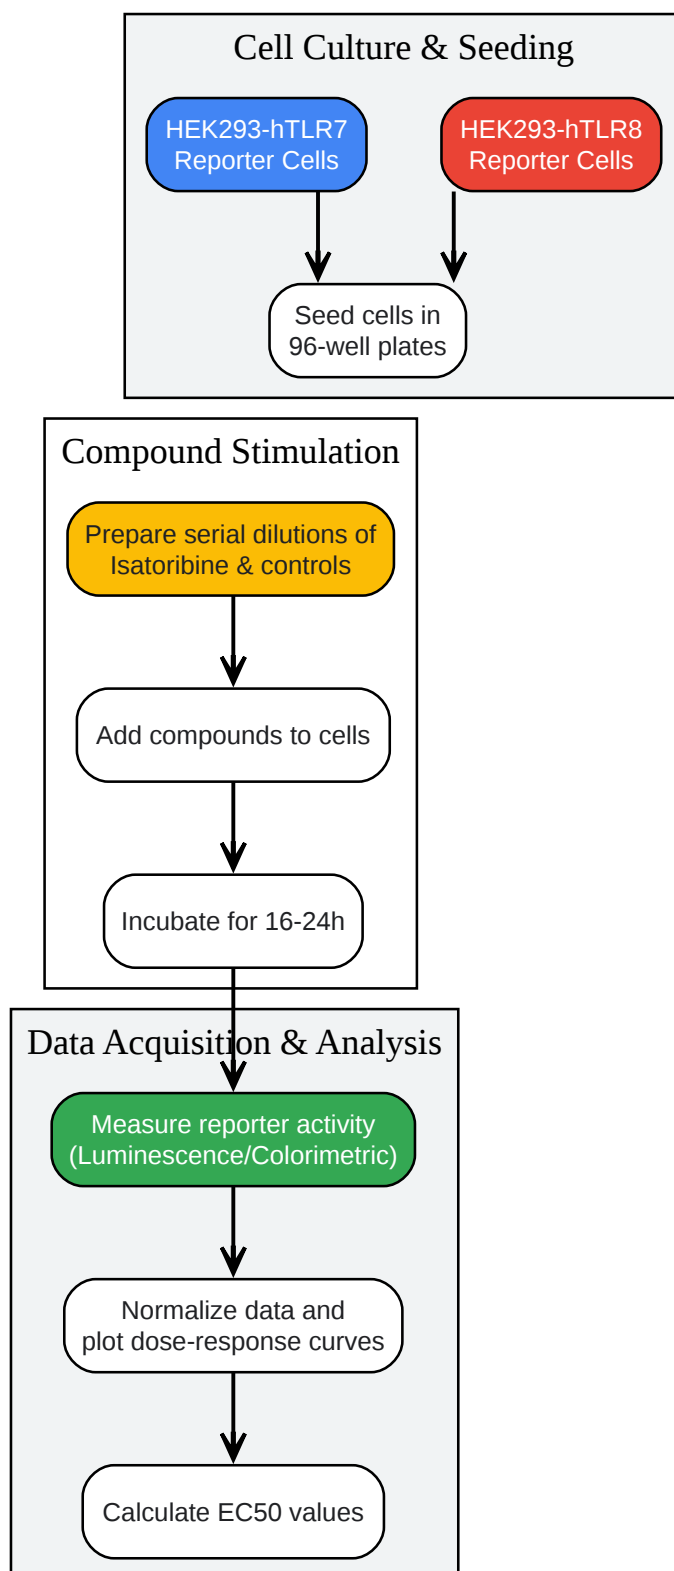 Cell Culture & Seeding
HEK293-hTLR7
Reporter Cells
HEK293-hTLR8
Reporter Cells
Seed cells in
96-well plates
Compound Stimulation
Prepare serial dilutions of
Isatoribine & controls
Add compounds to cells
Incubate for 16-24h
Data Acquisition & Analysis
Measure reporter activity
(Luminescence/Colorimetric)
Normalize data and
plot dose-response curves
Calculate EC50 values